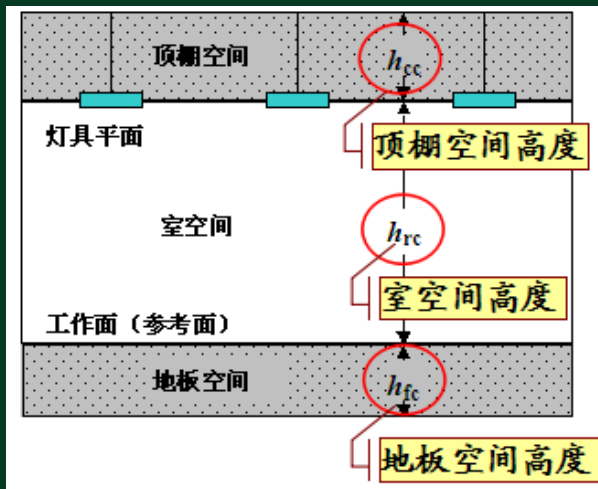 顶棚空间
hcc
灯具平面
顶棚空间高度
室空间
hrc
室空间高度
工作面（参考面）
地板空间
hfc
地板空间高度